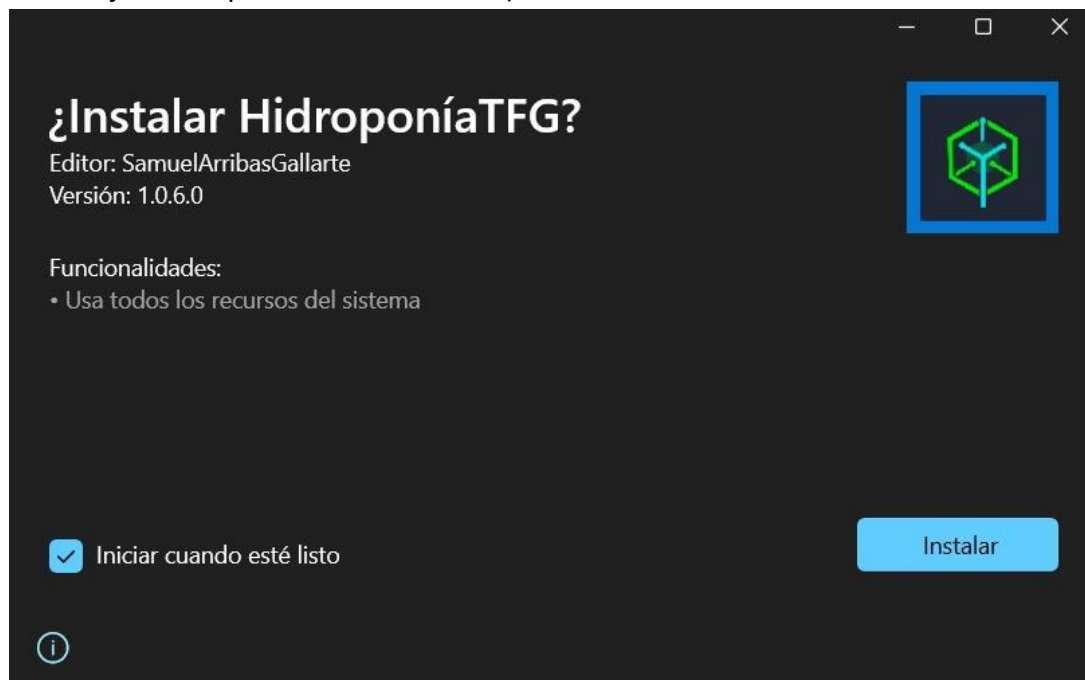 ¿Instalar HidroponíaTFG?
Editor: SamuelArribasGallarte
Versión: 1.0.6.0
Funcionalidades:
• Usa todos los recursos del sistema
Iniciar cuando esté listo
Instalar